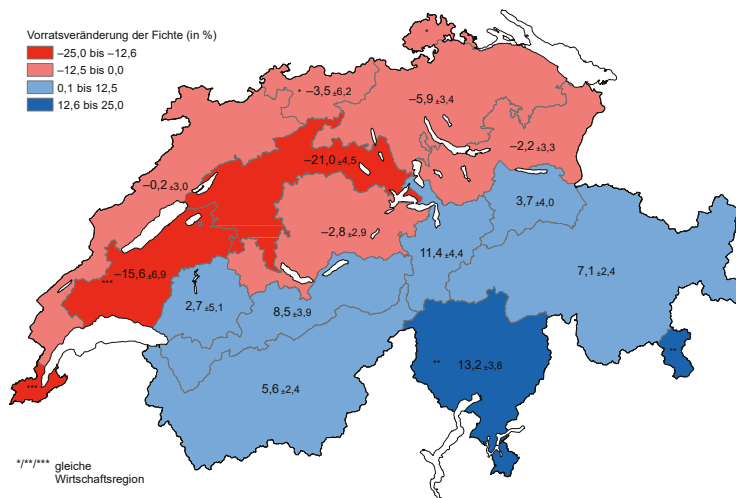 Vorratsveränderung der Fichte (in %)
–25,0 bis –12,6
–12,5 bis 0,0
0,1 bis 12,5
12,6 bis 25,0
*
* –3,5 ±6,2
–5,9 ±3,4
–2,2 ±3,3
–21,0 ±4,5
–0,2 ±3,0
3,7 ±4,0
–2,8 ±2,9
11,4 ±4,4
7,1 ±2,4
*** –15,6 ±6,9
2,7 ±5,1
8,5 ±3,9
** 13,2 ±3,8
**
5,6 ±2,4
***
*/**/*** gleiche
Wirtschaftsregion